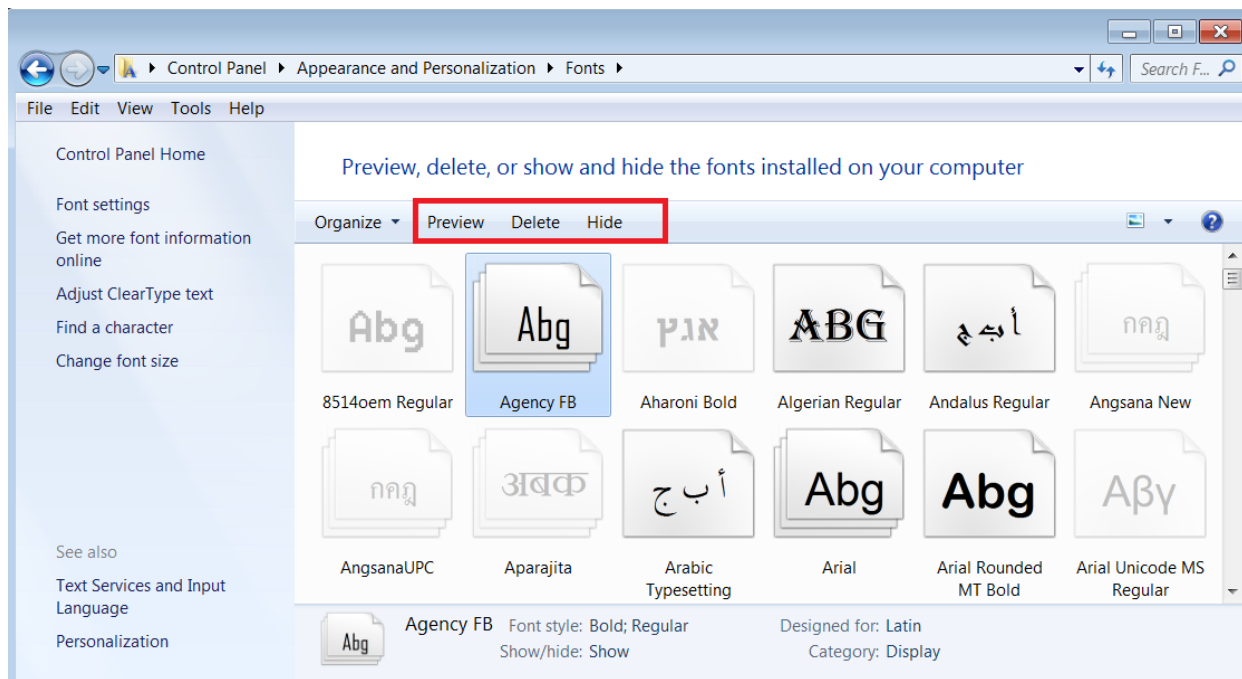 Control Panel Appearance and Personalization Fonts Search F...
File Edit View Tools Help
Control Panel Home
Font settings
Get more font information
online
Adjust ClearType text
Find a character
Change font size
See also
Text Services and Input
Language
Personalization
Preview, delete, or show and hide the fonts installed on your computer
Organize Preview Delete Hide
Abg Abg אגץ ABG أب ج กคฎ
8514oem Regular Agency FB Aharoni Bold Algerian Regular Andalus Regular Angsana New
กคฎ अबक أ ب ج Abg Abg Aβγ
AngsanaUPC Aparajita Arabic Typesetting Arial Arial Rounded MT Bold Arial Unicode MS Regular
Abg
Agency FB Font style: Bold; Regular Designed for: Latin
Show/hide: Show Category: Display